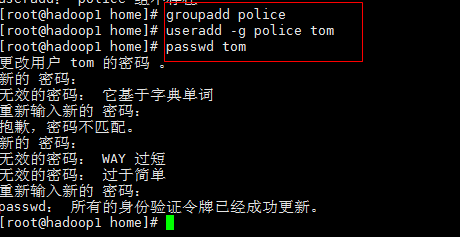 [root@hadoop1 home]# groupadd police
[root@hadoop1 home]# useradd -g police tom
[root@hadoop1 home]# passwd tom
更改用户 tom 的密码 。
新的 密码：
无效的密码： 它基于字典单词
重新输入新的 密码：
抱歉，密码不匹配。
新的 密码：
无效的密码： WAY 过短
无效的密码： 过于简单
重新输入新的 密码：
passwd： 所有的身份验证令牌已经成功更新。
[root@hadoop1 home]#